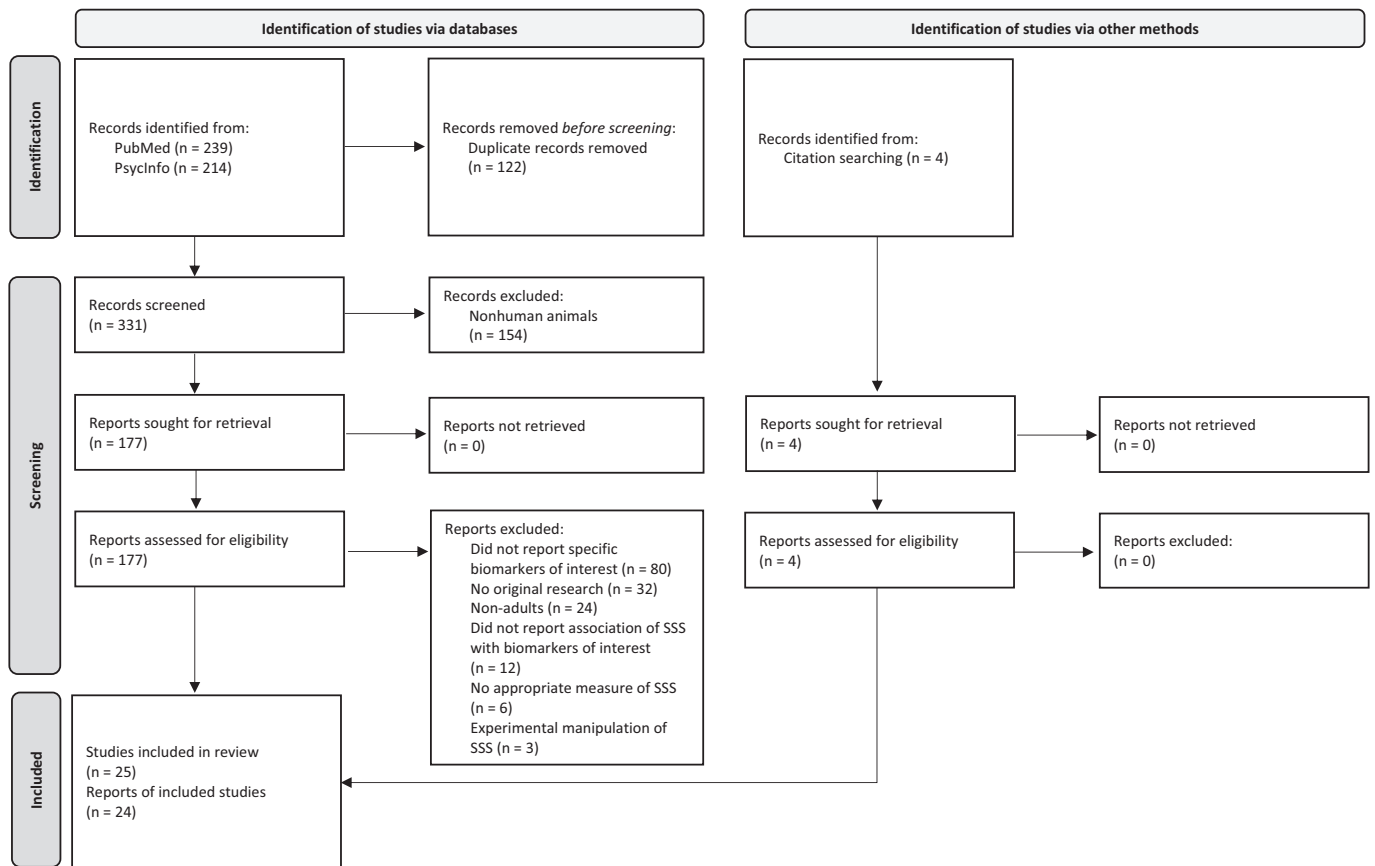 Identification of studies via databases
Identification of studies via other methods
Identification
Records identified from:
PubMed (n = 239)
PsycInfo (n = 214)
Records removed before screening:
Duplicate records removed
(n = 122)
Records identified from:
Citation searching (n = 4)
Screening
Records screened
(n = 331)
Records excluded:
Nonhuman animals
(n = 154)
Reports sought for retrieval
(n = 177)
Reports not retrieved
(n = 0)
Reports sought for retrieval
(n = 4)
Reports not retrieved
(n = 0)
Reports assessed for eligibility
(n = 177)
Reports excluded:
Did not report specific
biomarkers of interest (n = 80)
No original research (n = 32)
Non-adults (n = 24)
Did not report association of SSS
with biomarkers of interest
(n = 12)
No appropriate measure of SSS
(n = 6)
Experimental manipulation of
SSS (n = 3)
Reports assessed for eligibility
(n = 4)
Reports excluded:
(n = 0)
Included
Studies included in review
(n = 25)
Reports of included studies
(n = 24)